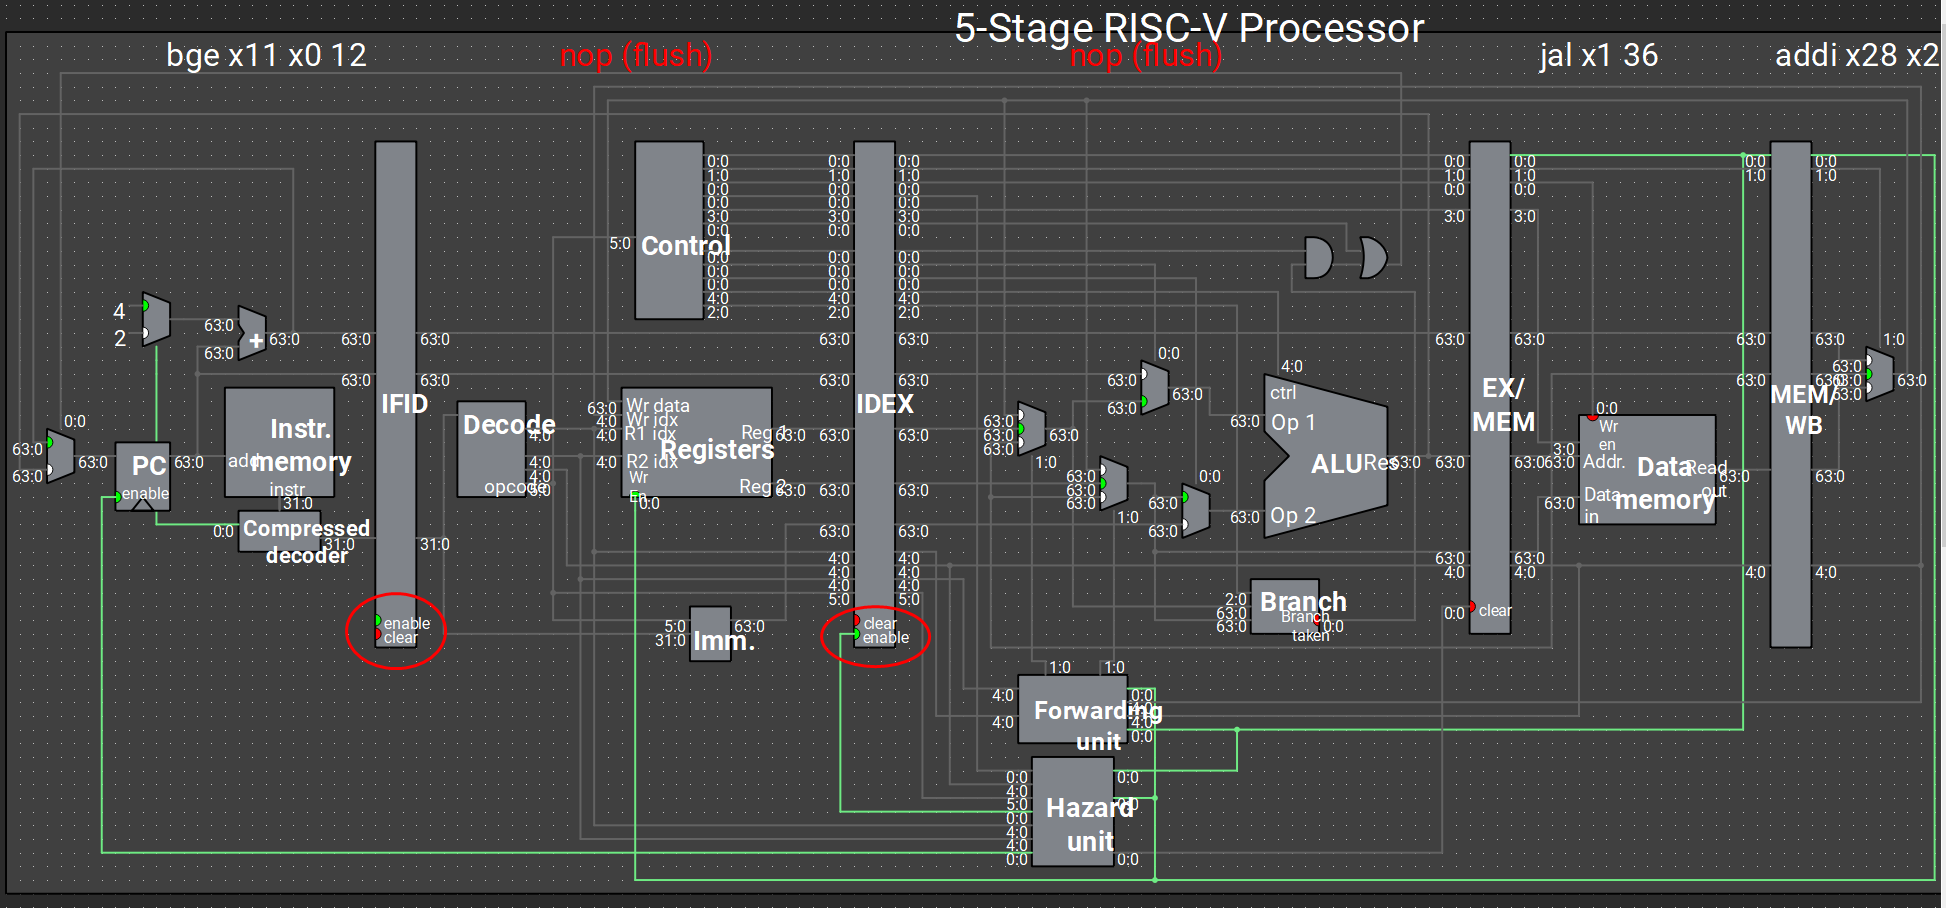 5-Stage RISC-V Processor
bge x11 x0 12
nop (flush)
nop (flush)
jal x1 36
addi x28 x2
0:0 0:0 0:0 0:0 0:0 0:0 0:0
1:0 1:0 1:0 1:0 1:0 1:0 1:0
0:0 0:0 0:0 0:0 0:0
0:0 0:0 0:0
3:0 3:0 3:0 3:0 3:0
0:0 0:0 0:0
5:0 Control
0:0 0:0 0:0
0:0 0:0 0:0
0:0 0:0 0:0
4:0 4:0 4:0
2:0 2:0 2:0
4
2
63:0
63:0
+
63:0
63:0 63:0 63:0 63:0 63:0 63:0 63:0 63:0
1:0
0:0
4:0
63:0 63:0 63:0 63:0 63:0
63:0
63:0
63:0
63:0
63:0
63:0
63:0
IFID
IDEX
EX/
MEM
MEM/
WB
0:0
63:0
63:0
63:0
PC
enable
63:0
addr
Instr.
memory
instr
31:0
0:0
Compressed
decoder
31:0
31:0
Decode
opcode
4:0
4:0
4:0
5:0
63:0 Wr data
Wr idx
4:0 R1 idx
4:0 R2 idx
Wr
En
0:0
Registers
Reg 1
63:0
Reg 2
63:0
63:0 63:0
63:0 63:0
63:0 63:0
4:0 4:0
4:0 4:0
4:0 4:0
5:0 5:0
enable
clear
clear
enable
5:0
31:0
Imm.
63:0
63:0
63:0
63:0
63:0
1:0
63:0
63:0
63:0
1:0
0:0
63:0
63:0
ctrl
63:0 Op 1
63:0 Op 2
ALU
Res
63:0
63:0
63:0
2:0
63:0
63:0
Branch
Branch
taken
0:0
63:0 63:0
4:0 4:0
0:0 clear
0:0
Wr
en
3:0
63:0 Addr.
63:0 Data
in
Data
memory
Read
out
63:0
63:0
4:0 4:0
1:0 1:0
4:0
4:0
Forwarding
unit
0:0
4:0
4:0
0:0
0:0
4:0
5:0
0:0
4:0
4:0
0:0
Hazard
unit
0:0
0:0
0:0